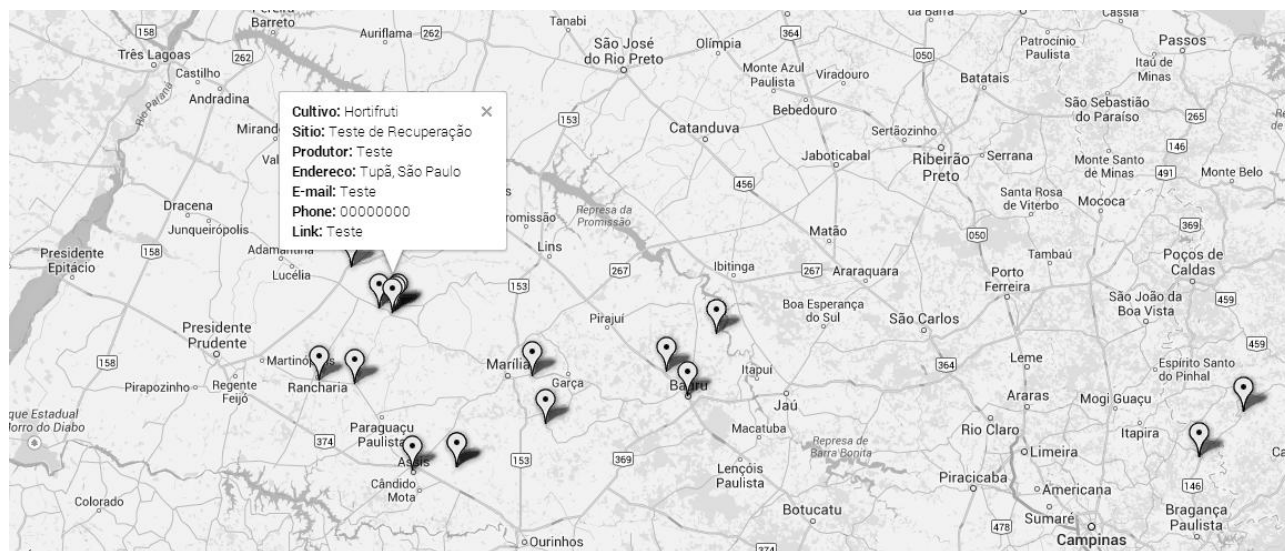 Cultivo: Hortifruti
Sitio: Teste de Recuperação
Produtor: Teste
Endereco: Tupã, São Paulo
E-mail: Teste
Phone: 00000000
Link: Teste
Barreto
158
Três Lagoas
Castilho
Andradina
262
Auriflama
262
Tanabi
São José
do Rio Preto
364
Olímpia
da Barra
050
Cássia
Patrocínio
Paulista
Passos
Itaú de
Minas
Monte Azul
Paulista
Viradouro
Bebedouro
Batatais
São Sebastião
do Paraíso
265
146
Rio Paraná
153
Catanduva
Sertãozinho
Ribeirão
Preto
Serrana
Jaboticabal
Monte Santo
de Minas
491
Monte Belo
456
Santa Rosa
de Viterbo
Mococa
369
Dracena
Junqueirópolis
Represa da
Promissão
Lins
267
Matão
Ibitinga
Araraquara
267
050
Tambaú
Porto
Ferreira
Poços de
Caldas
459
Presidente
Epitácio
158
Adamantina
Lucélia
153
Pirajuí
Boa Esperança
do Sul
São Carlos
São João da
Boa Vista
459
Presidente
Prudente
158
Pirapozinho
Regente
Feijó
Rancharia
Marília
Garça
Bauru
Itapuí
Jaú
364
Leme
Araras
Espírito Santo
do Pinhal
Mogi Guaçu
Itapira
Morro do Diabo
374
Paraguaçu
Paulista
Assis
Cândido
Mota
153
369
Macatuba
Lençóis
Paulista
Represa de
Barra Bonita
Rio Claro
Limeira
Piracicaba
Americana
Sumaré
Campinas
146
Bragança
Paulista
Colorado
Ourinhos
Botucatu
374
478